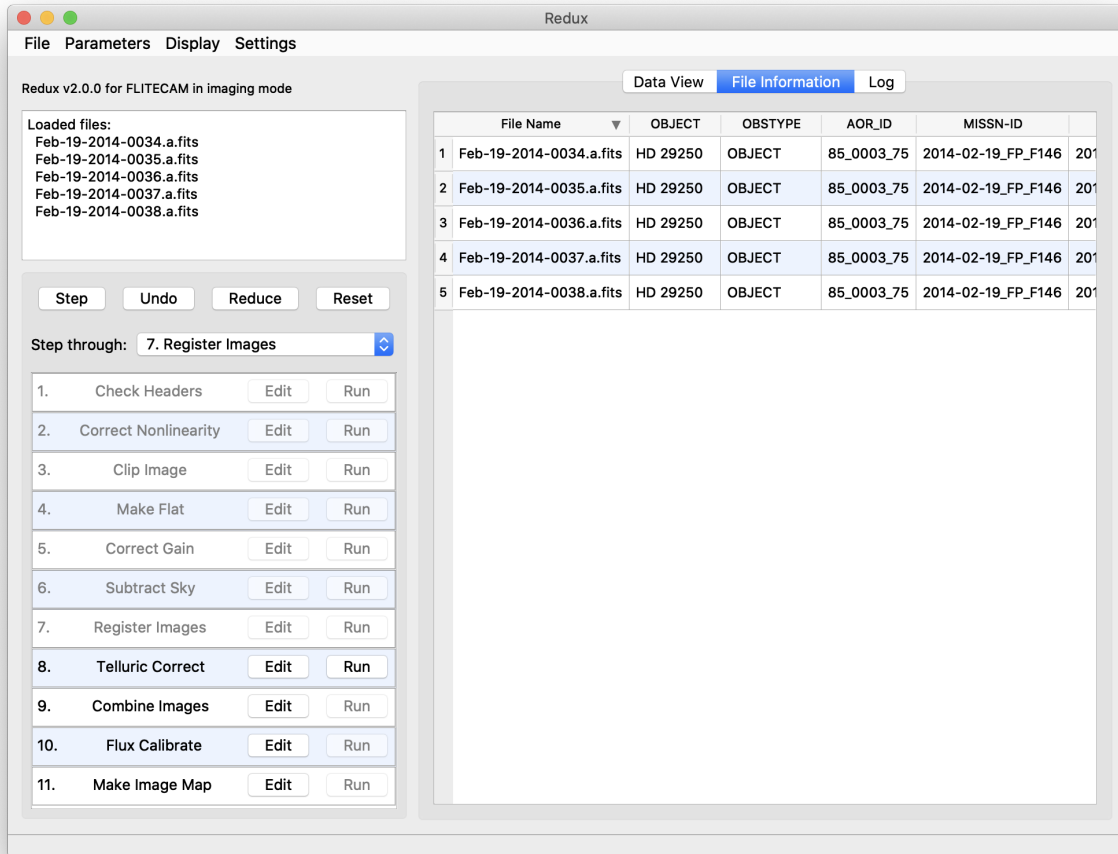 Redux
File Parameters Display Settings
Redux v2.0.0 for FLITECAM in imaging mode
Loaded files:
Feb-19-2014-0034.a.fits
Feb-19-2014-0035.a.fits
Feb-19-2014-0036.a.fits
Feb-19-2014-0037.a.fits
Feb-19-2014-0038.a.fits
Step Undo Reduce Reset
Step through: 7. Register Images
1. Check Headers Edit Run
2. Correct Nonlinearity Edit Run
3. Clip Image Edit Run
4. Make Flat Edit Run
5. Correct Gain Edit Run
6. Subtract Sky Edit Run
7. Register Images Edit Run
8. Telluric Correct Edit Run
9. Combine Images Edit Run
10. Flux Calibrate Edit Run
11. Make Image Map Edit Run
Data View File Information Log
File Name OBJECT OBSTYPE AOR_ID MISSN-ID
1 Feb-19-2014-0034.a.fits HD 29250 OBJECT 85_0003_75 2014-02-19_FP_F146 201
2 Feb-19-2014-0035.a.fits HD 29250 OBJECT 85_0003_75 2014-02-19_FP_F146 201
3 Feb-19-2014-0036.a.fits HD 29250 OBJECT 85_0003_75 2014-02-19_FP_F146 201
4 Feb-19-2014-0037.a.fits HD 29250 OBJECT 85_0003_75 2014-02-19_FP_F146 201
5 Feb-19-2014-0038.a.fits HD 29250 OBJECT 85_0003_75 2014-02-19_FP_F146 201